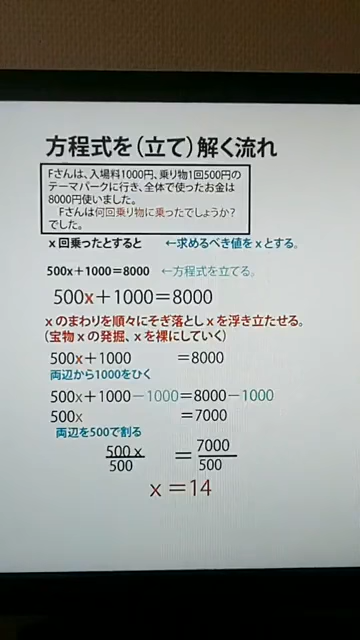 方程式を(立て)解く流れ
Fさんは、入場料1000円、乗り物1回500円の
テーマパークに行き、全体で使ったお金は
8000円使いました。
Fさんは何回乗り物に乗ったでしょうか?
でした。
x回乗ったとすると ←求めるべき値をxとする。
500x+1000=8000 ←方程式を立てる。
500x+1000=8000
xのまわりを順々にそぎ落としxを浮き立たせる。
(宝物xの発掘、xを裸にしていく)
500x+1000 =8000
両辺から1000をひく
500x+1000-1000=8000-1000
500x =7000
両辺を500で割る
500x/500 = 7000/500
x=14